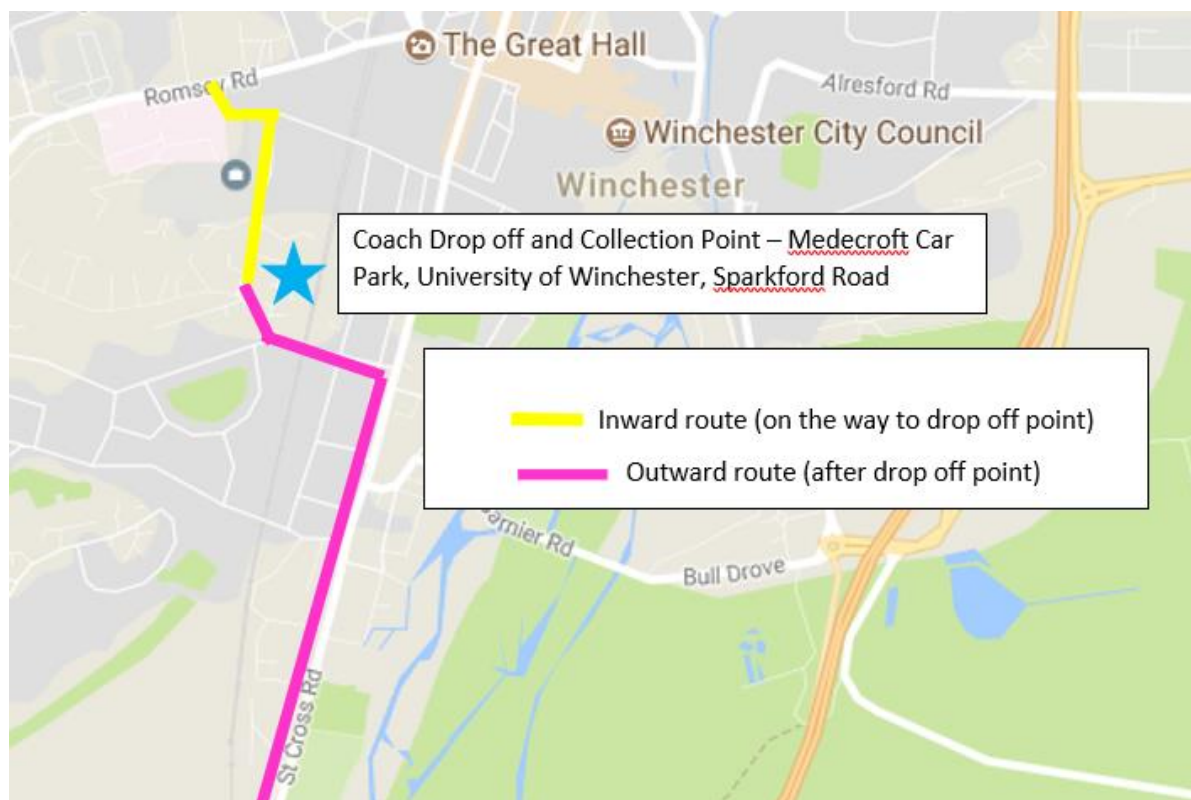 The Great Hall
Romsey Rd
Alresford Rd
Winchester City Council
Winchester
Coach Drop off and Collection Point – Medecroft Car
Park, University of Winchester, Sparkford Road
Inward route (on the way to drop off point)
Outward route (after drop off point)
Garnier Rd
Bull Drove
St Cross Rd